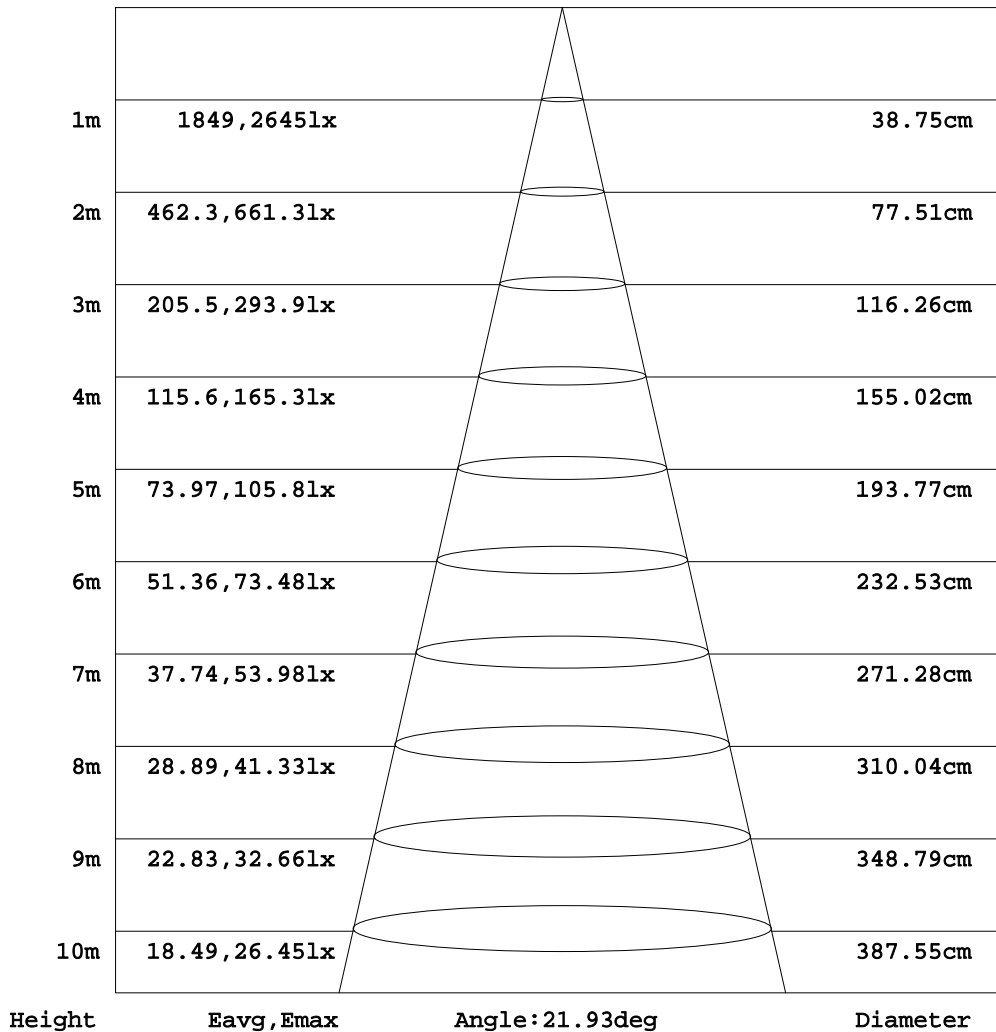 1m 1849,2645lx 38.75cm
2m 462.3,661.3lx 77.51cm
3m 205.5,293.9lx 116.26cm
4m 115.6,165.3lx 155.02cm
5m 73.97,105.8lx 193.77cm
6m 51.36,73.48lx 232.53cm
7m 37.74,53.98lx 271.28cm
8m 28.89,41.33lx 310.04cm
9m 22.83,32.66lx 348.79cm
10m 18.49,26.45lx 387.55cm
Height Eavg,Emax Angle:21.93deg Diameter